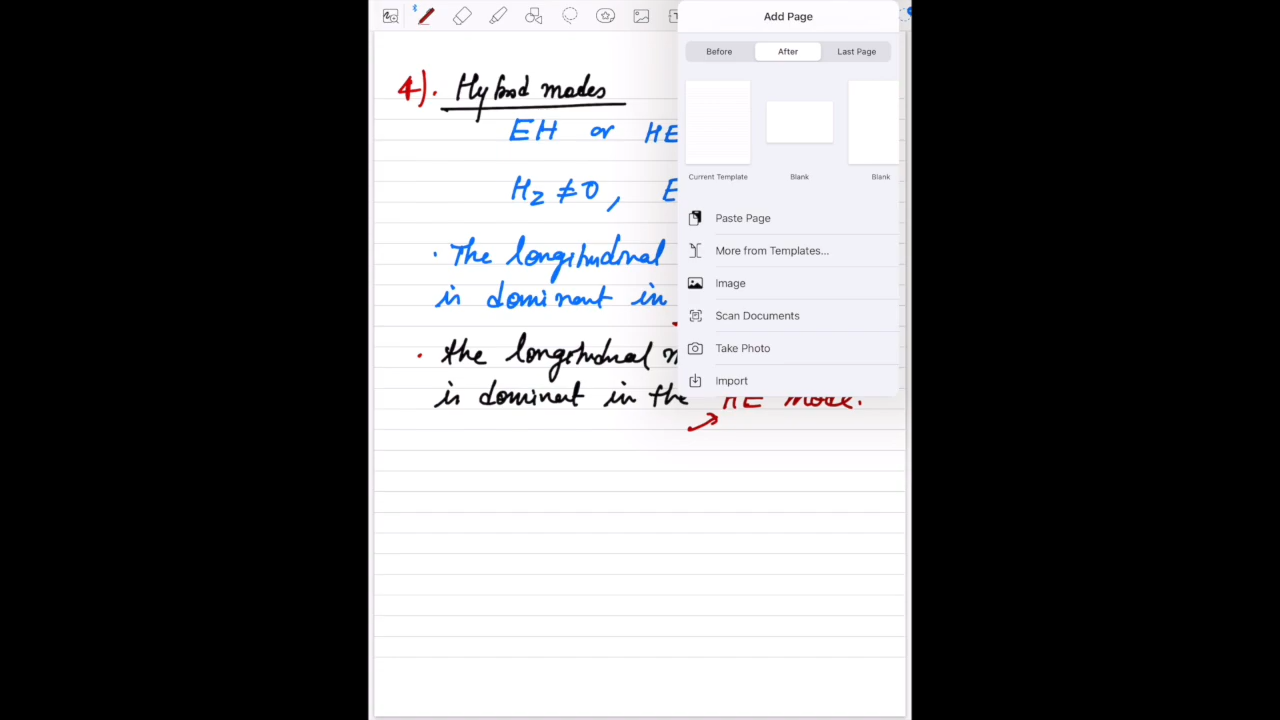 Add Page
Before After Last Page
4). Hybrid modes
EH or HE
Hz ≠ 0, E
Current Template Blank Blank
Paste Page
More from Templates...
Image
Scan Documents
Take Photo
Import
· The longitudinal
is dominant in
· the longitudinal
is dominent in the HE mode.